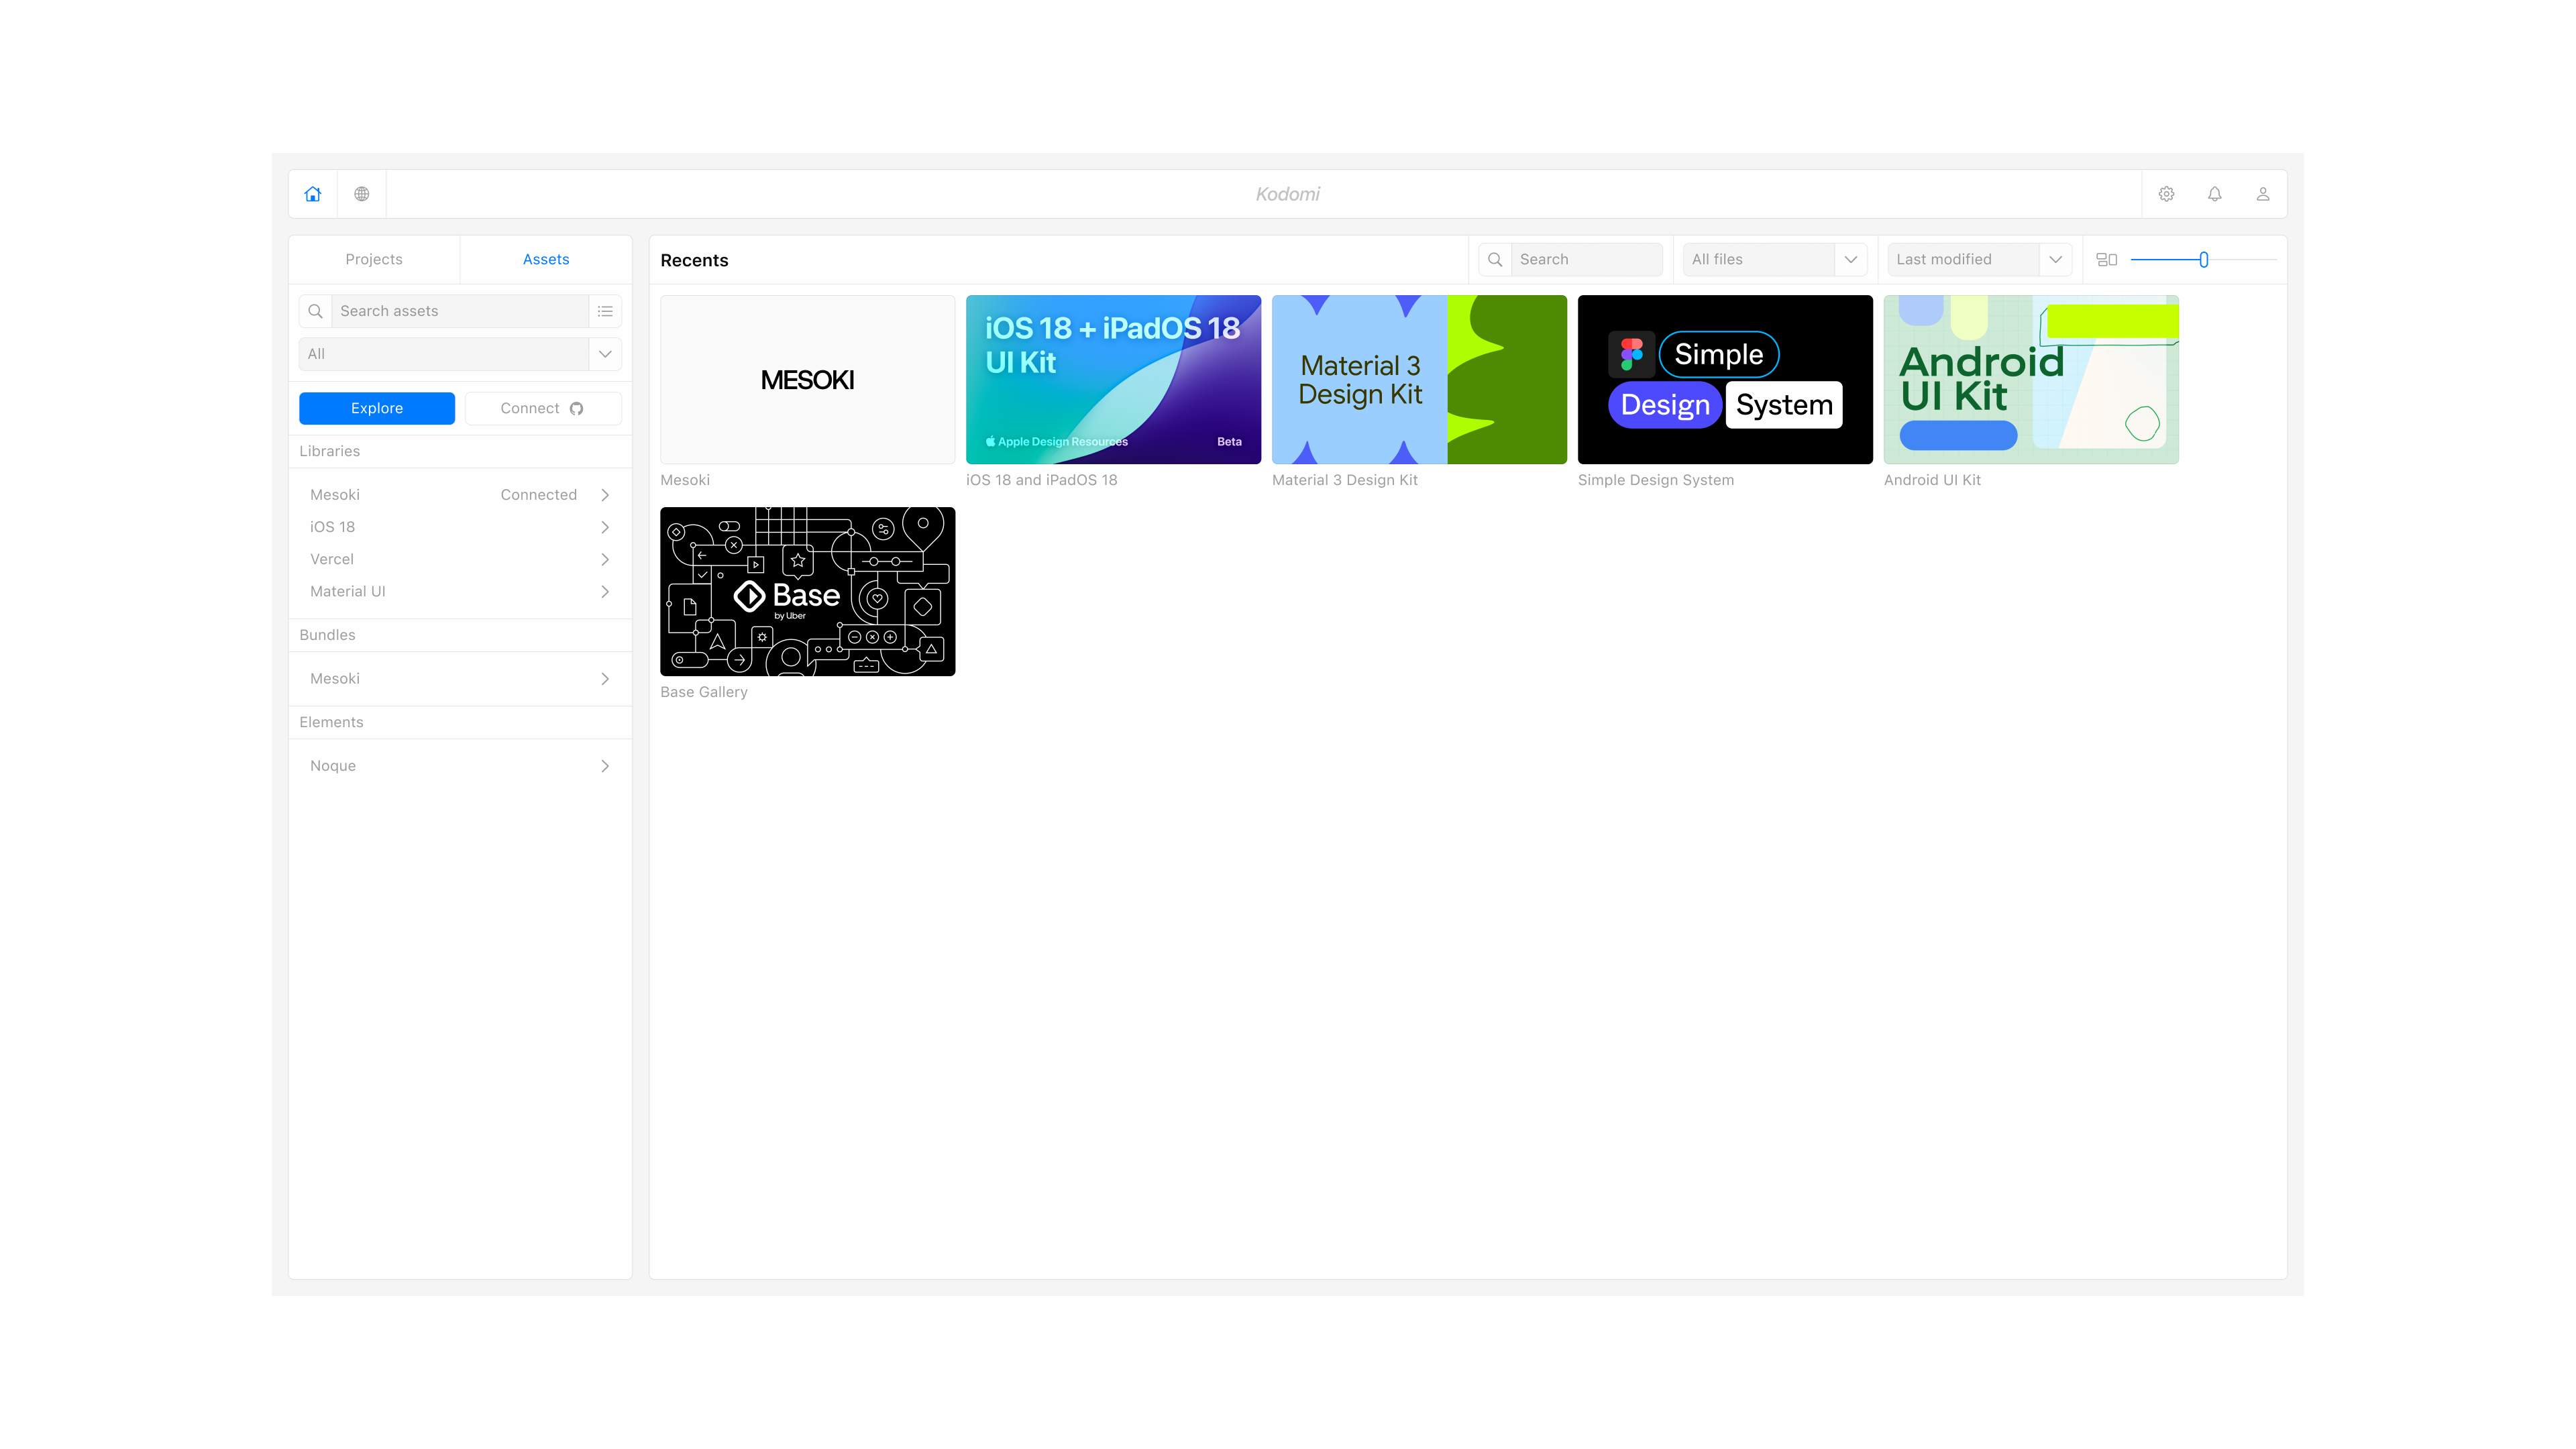 Kodomi
Projects
Assets
Search assets
All
Explore
Connect
Libraries
Mesoki
Connected
iOS 18
Vercel
Material UI
Bundles
Mesoki
Elements
Noque
Recents
Search
All files
Last modified
MESOKI
Mesoki
iOS 18 + iPadOS 18
UI Kit
Apple Design Resources
Beta
iOS 18 and iPadOS 18
Material 3
Design Kit
Material 3 Design Kit
Simple
Design System
Simple Design System
Android
UI Kit
Android UI Kit
Base
by Uber
Base Gallery